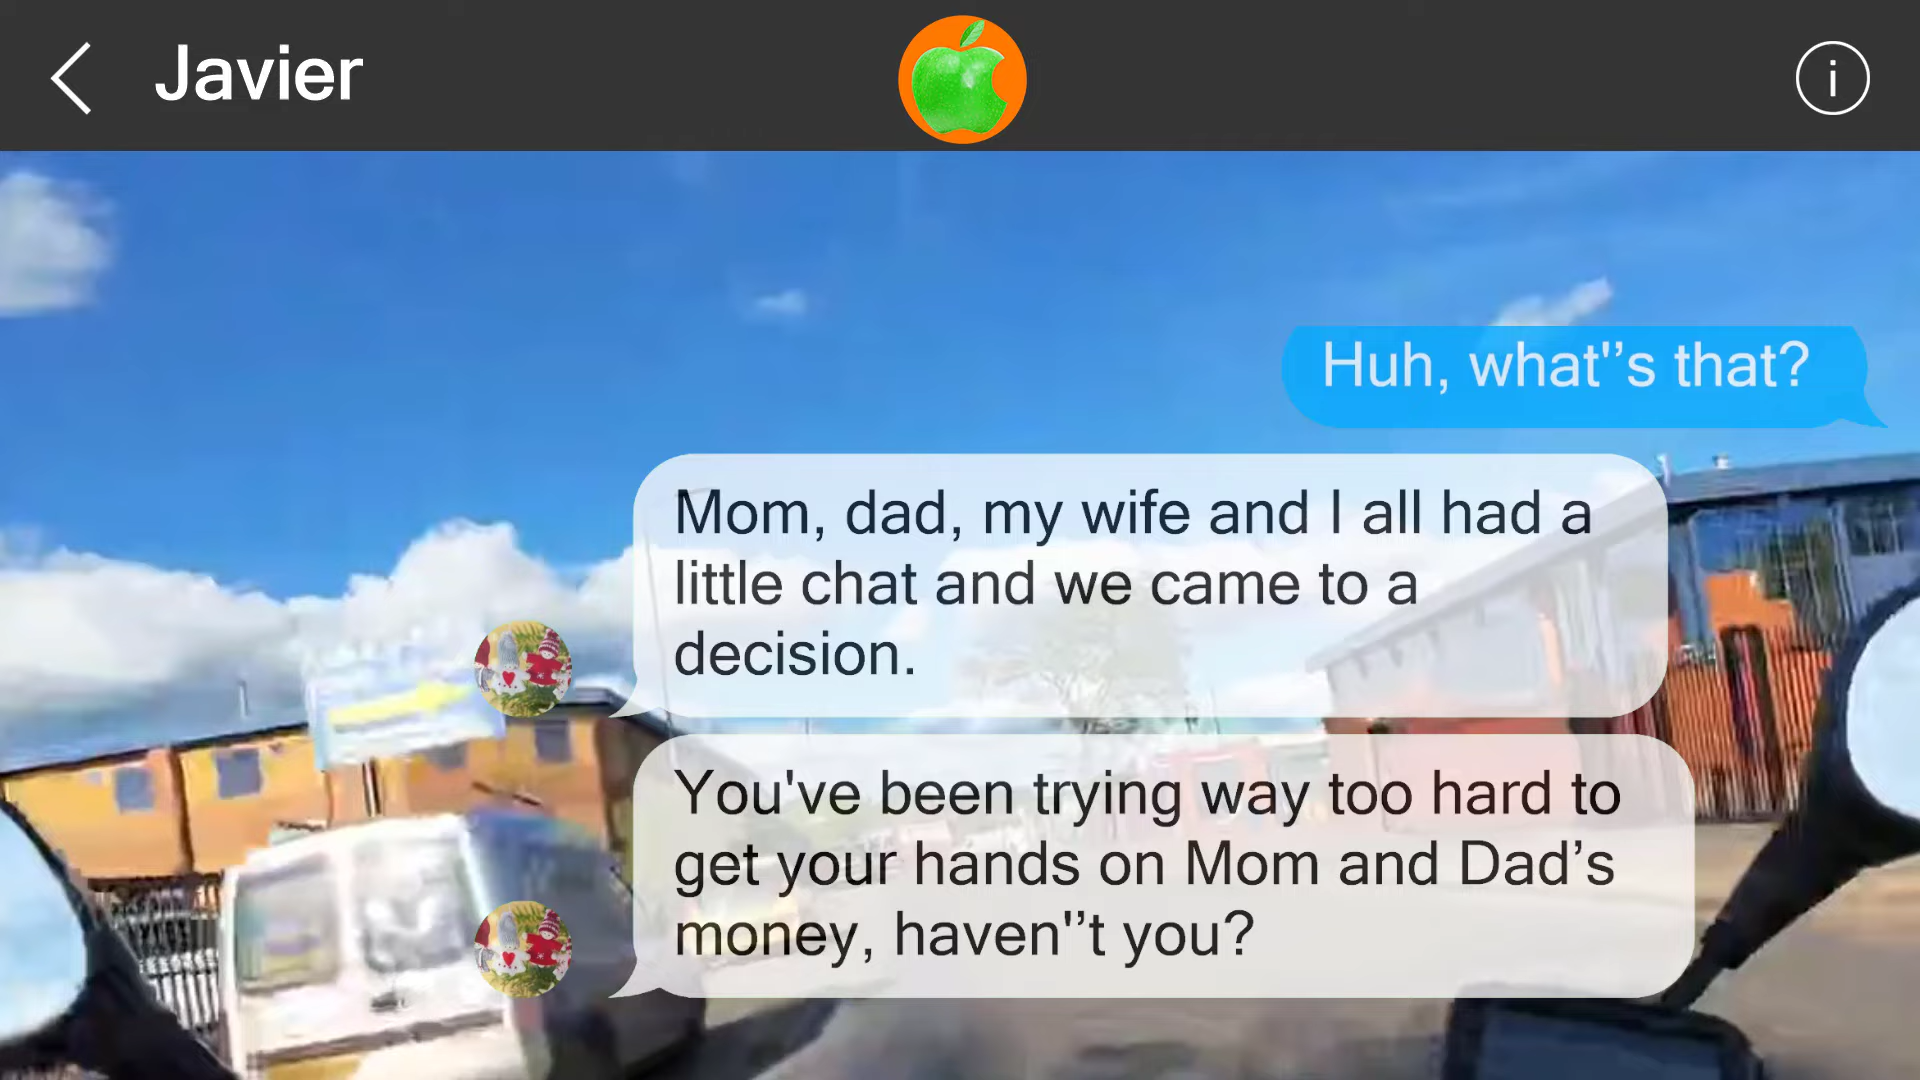 Javier
i
Huh, what'’s that?
Mom, dad, my wife and I all had a
little chat and we came to a
decision.
You've been trying way too hard to
get your hands on Mom and Dad’s
money, haven'’t you?